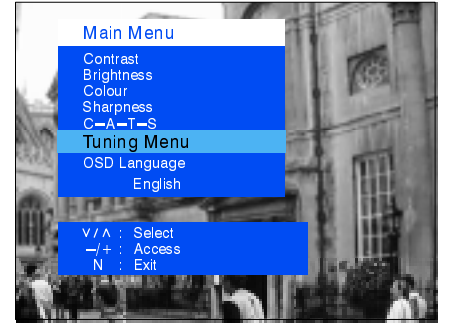 Main Menu
Contrast
Brightness
Colour
Sharpness
C–A–T–S
Tuning Menu
OSD Language
English
∨/∧ : Select
–/+ : Access
N : Exit